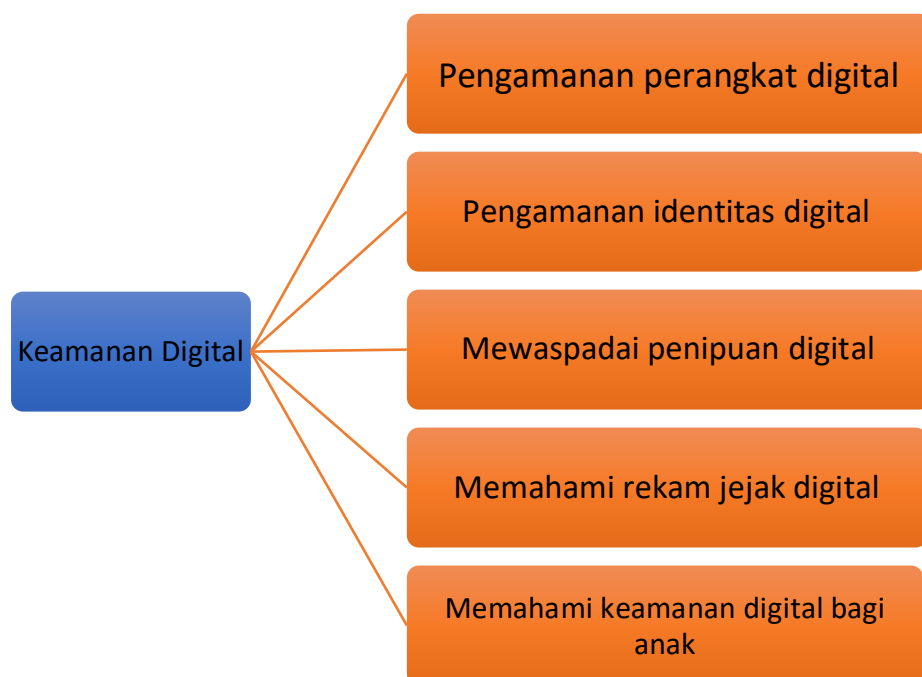 Keamanan Digital
Pengamanan perangkat digital
Pengamanan identitas digital
Mewaspadai penipuan digital
Memahami rekam jejak digital
Memahami keamanan digital bagi
anak